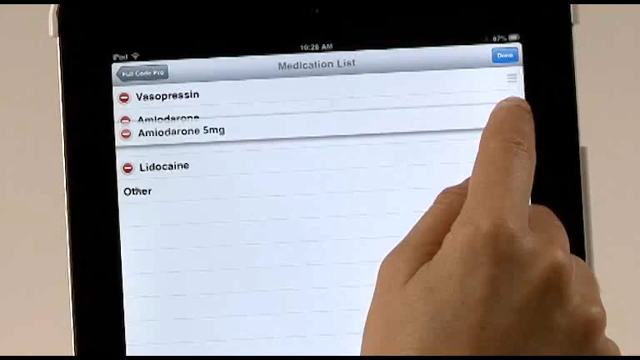 iPod 10:26 AM 87%
Full Code Pro Medication List Done
Vasopressin
Amiodarone
Amiodarone 5mg
Lidocaine
Other